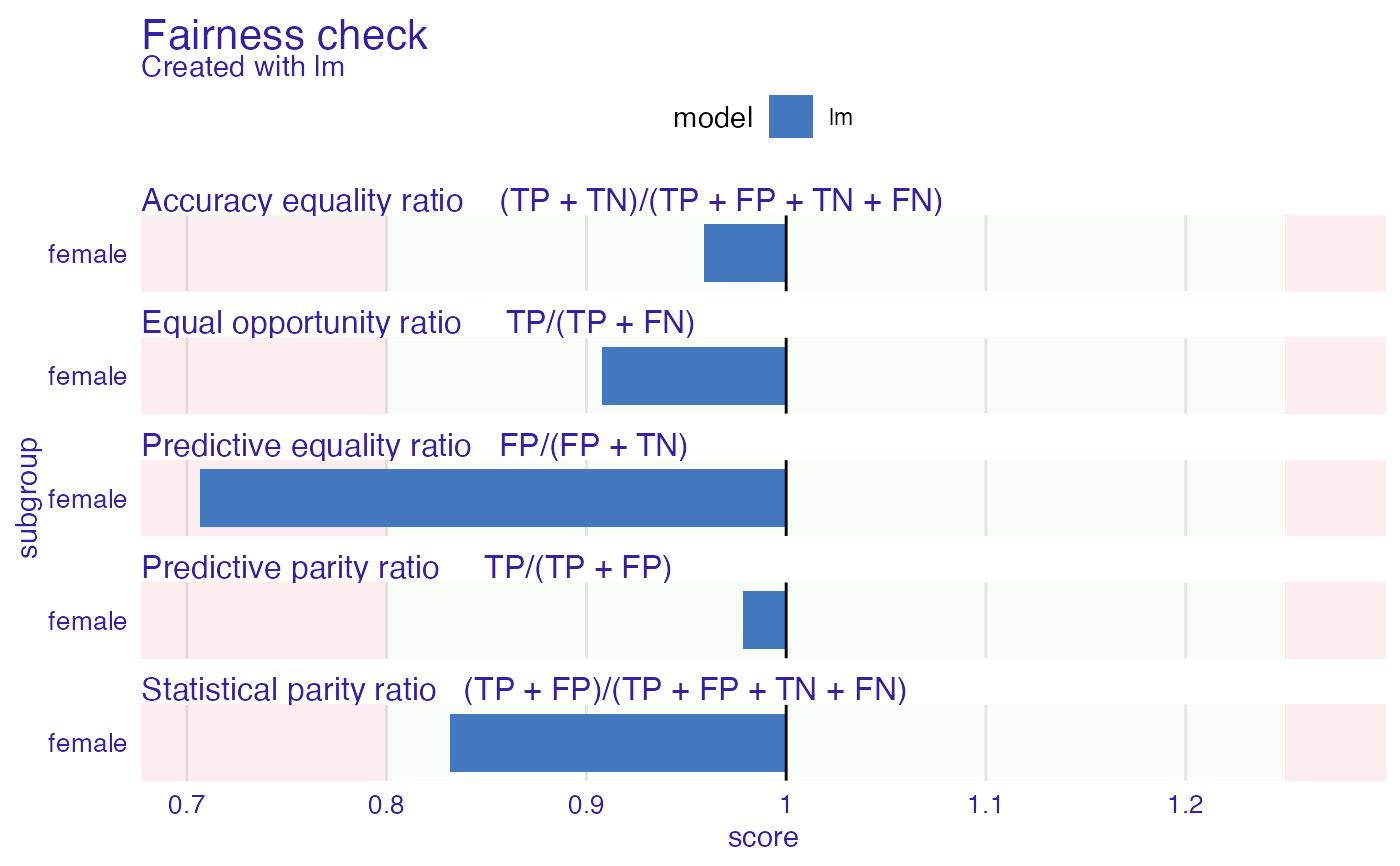 Fairness check
Created with lm
model lm
Accuracy equality ratio (TP + TN)/(TP + FP + TN + FN)
female
Equal opportunity ratio TP/(TP + FN)
female
Predictive equality ratio FP/(FP + TN)
female
Predictive parity ratio TP/(TP + FP)
female
Statistical parity ratio (TP + FP)/(TP + FP + TN + FN)
female
subgroup
0.7 0.8 0.9 1 1.1 1.2
score